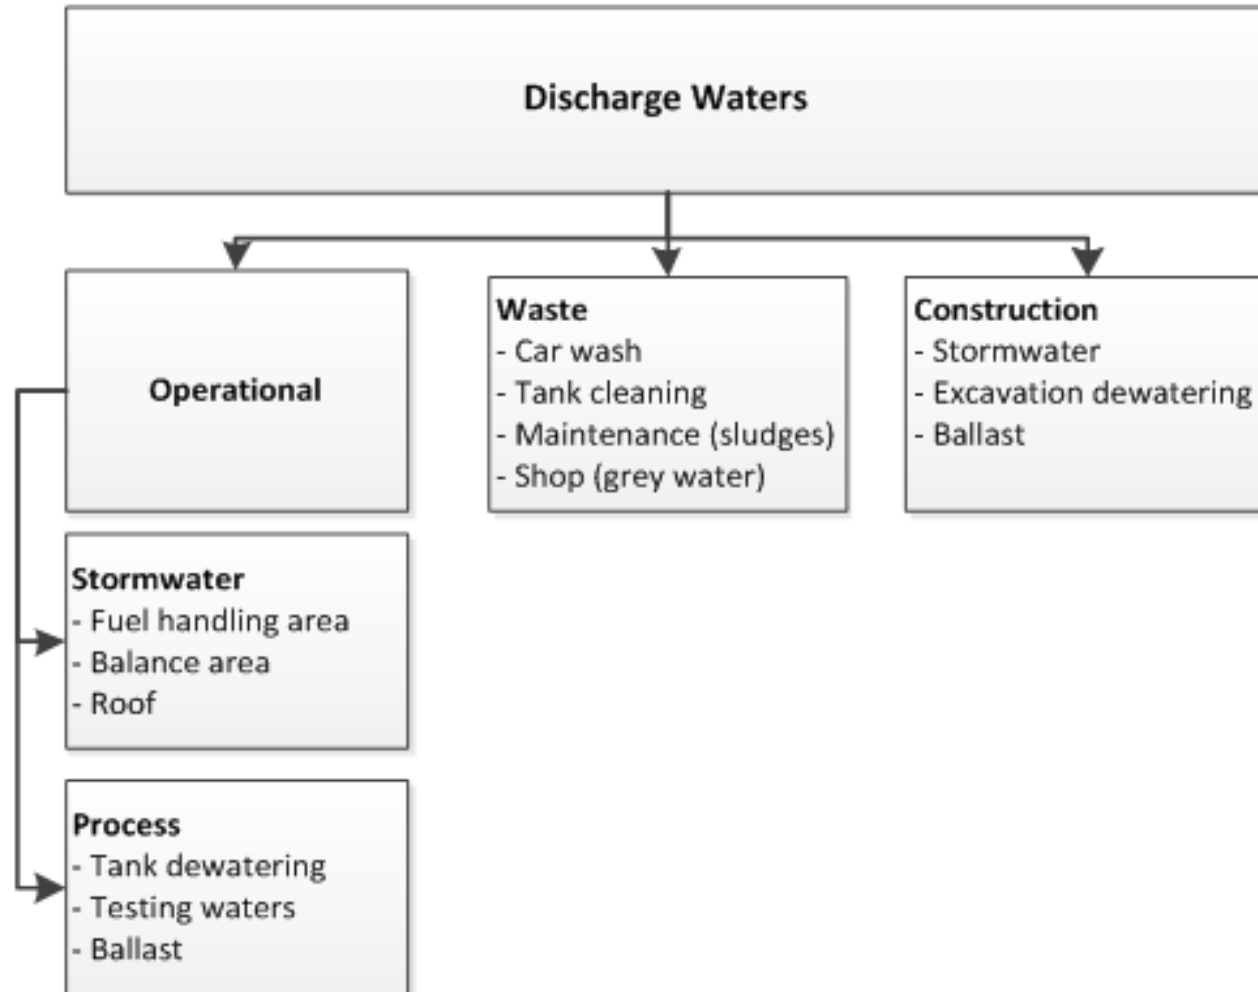 Discharge Waters
Operational
Waste
- Car wash
- Tank cleaning
- Maintenance (sludges)
- Shop (grey water)
Construction
- Stormwater
- Excavation dewatering
- Ballast
Stormwater
- Fuel handling area
- Balance area
- Roof
Process
- Tank dewatering
- Testing waters
- Ballast